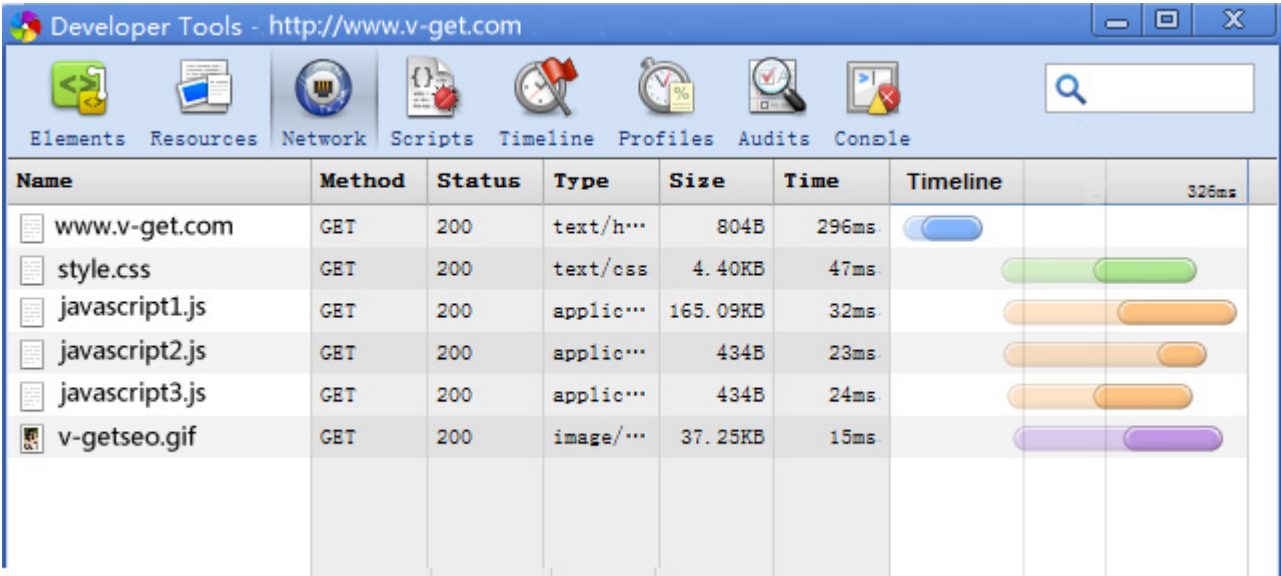 Developer Tools - http://www.v-get.com
Elements Resources Network Scripts Timeline Profiles Audits Console
Name Method Status Type Size Time Timeline 326ms
www.v-get.com GET 200 text/h… 804B 296ms
style.css GET 200 text/css 4.40KB 47ms
javascript1.js GET 200 applic… 165.09KB 32ms
javascript2.js GET 200 applic… 434B 23ms
javascript3.js GET 200 applic… 434B 24ms
v-getseo.gif GET 200 image/… 37.25KB 15ms